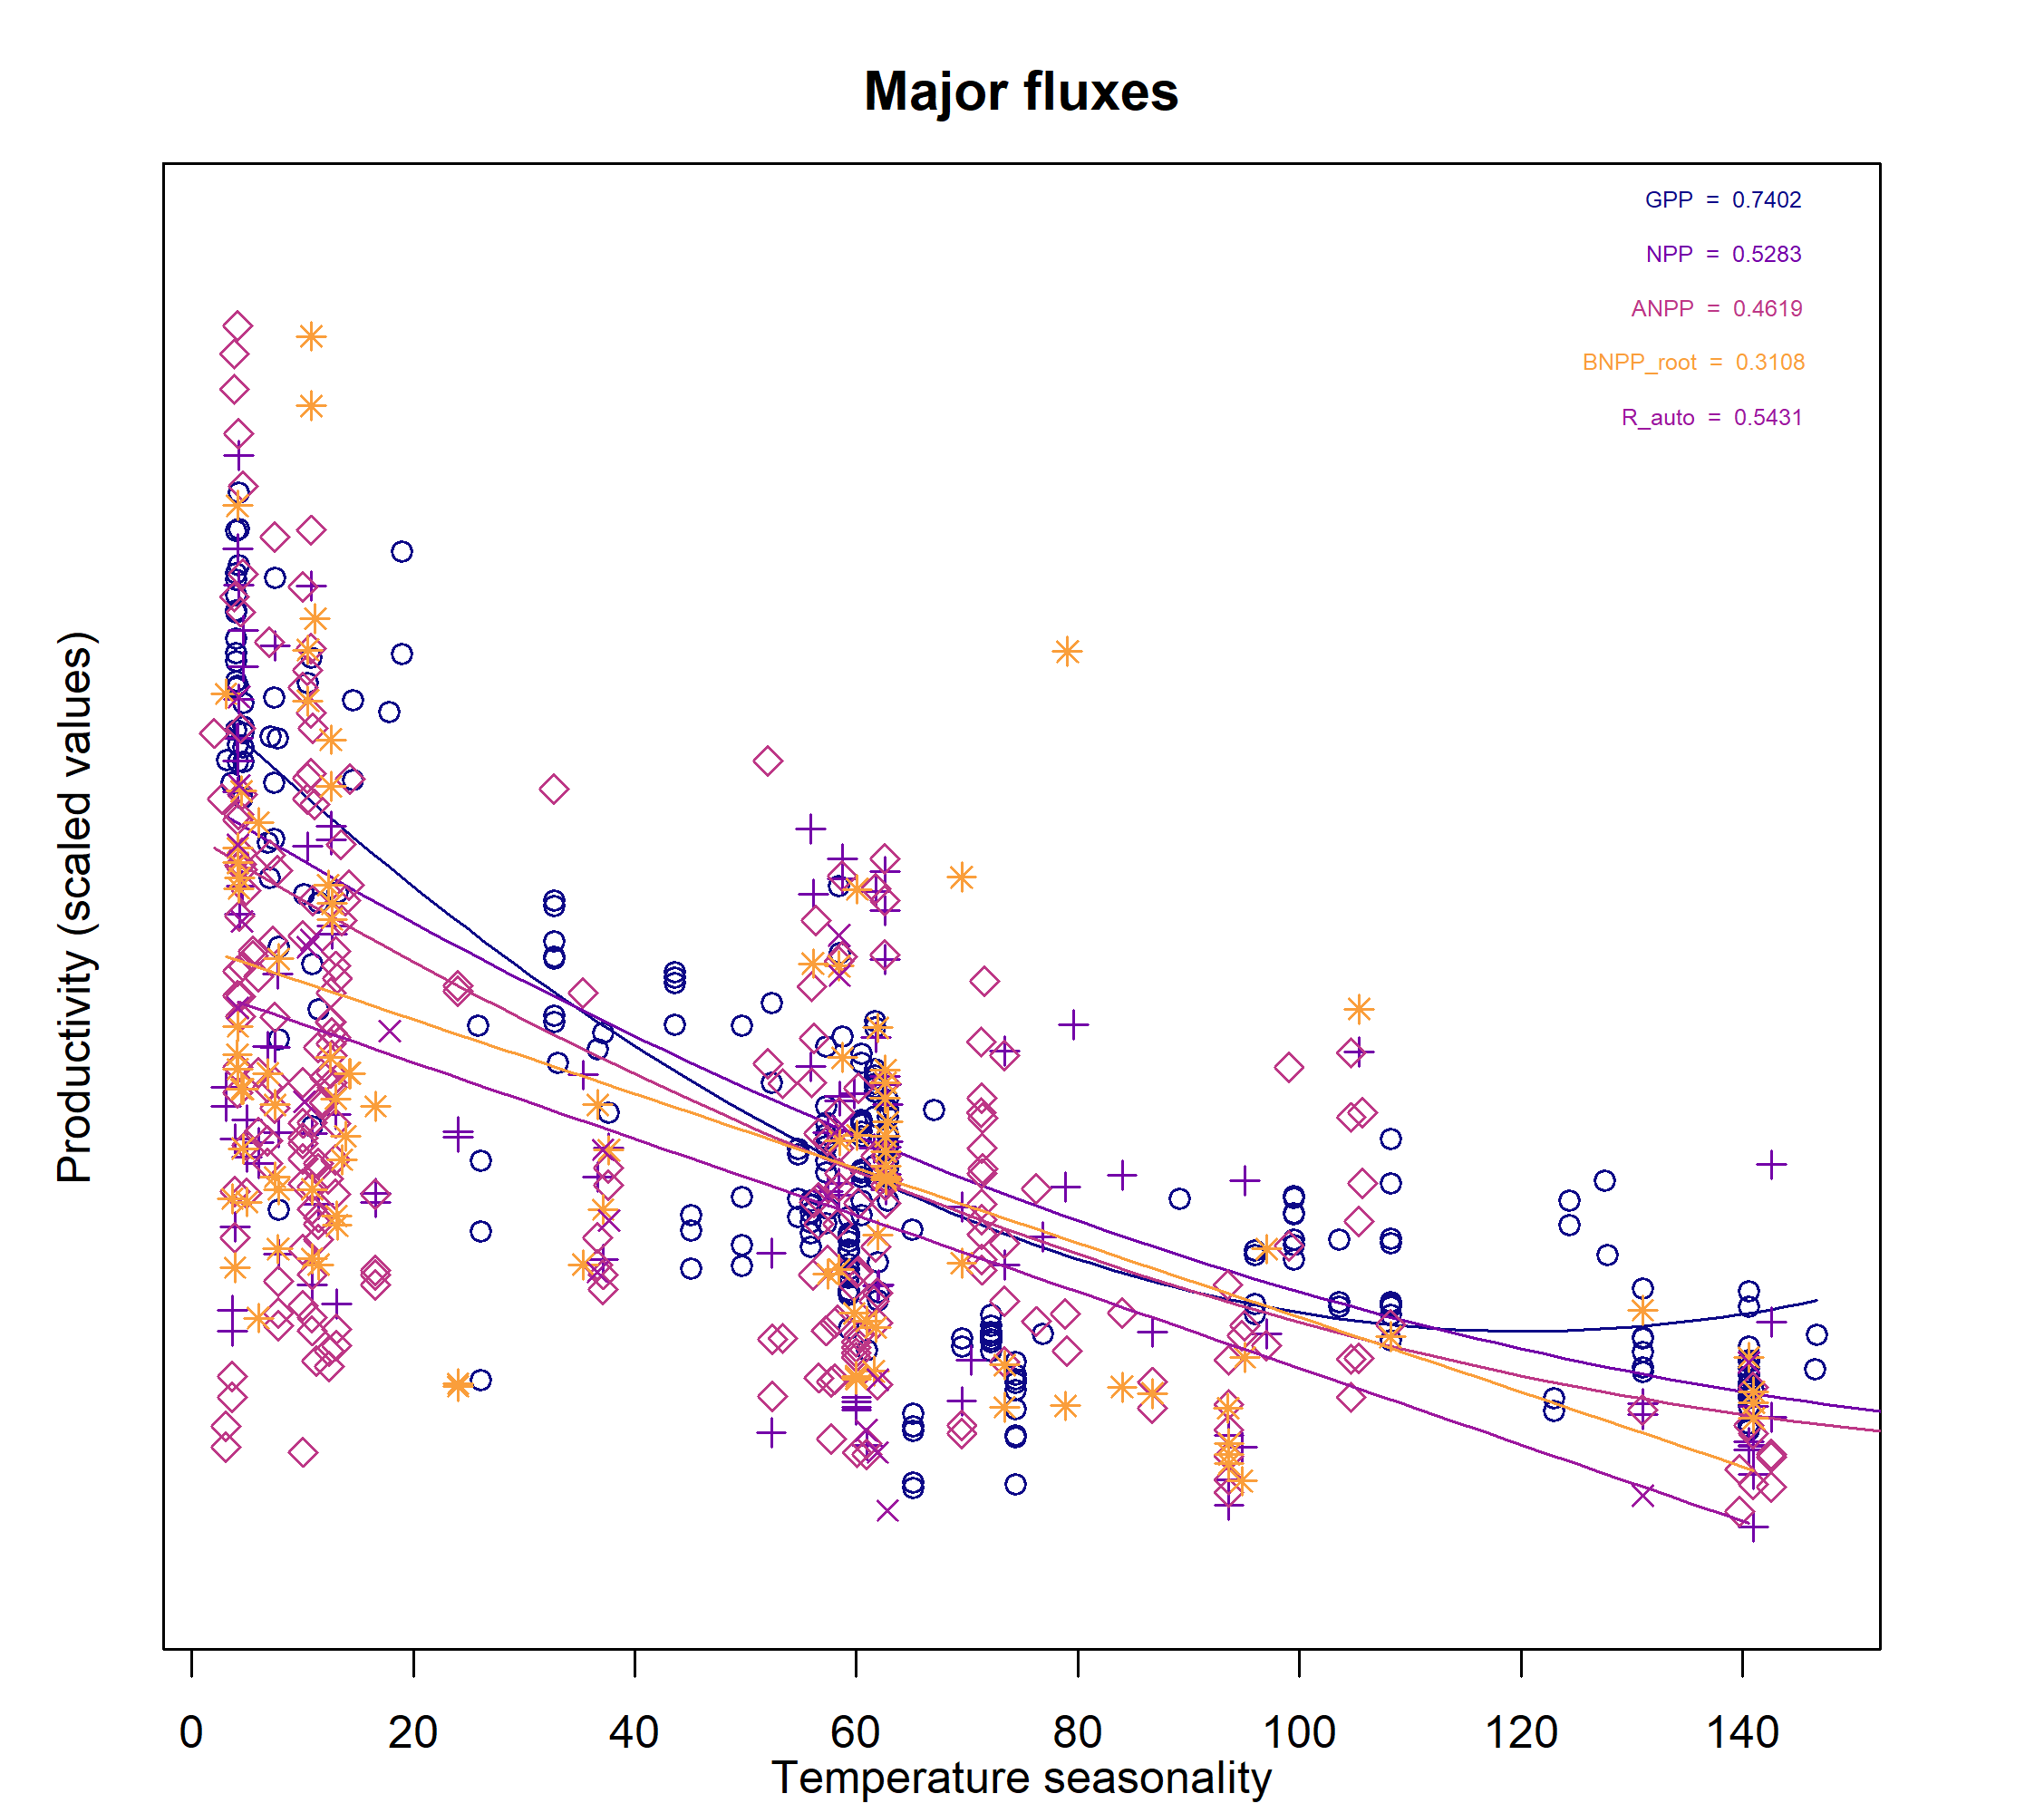 Major fluxes
GPP = 0.7402
NPP = 0.5283
ANPP = 0.4619
BNPP_root = 0.3108
R_auto = 0.5431
Productivity (scaled values)
0 20 40 60 80 100 120 140
Temperature seasonality